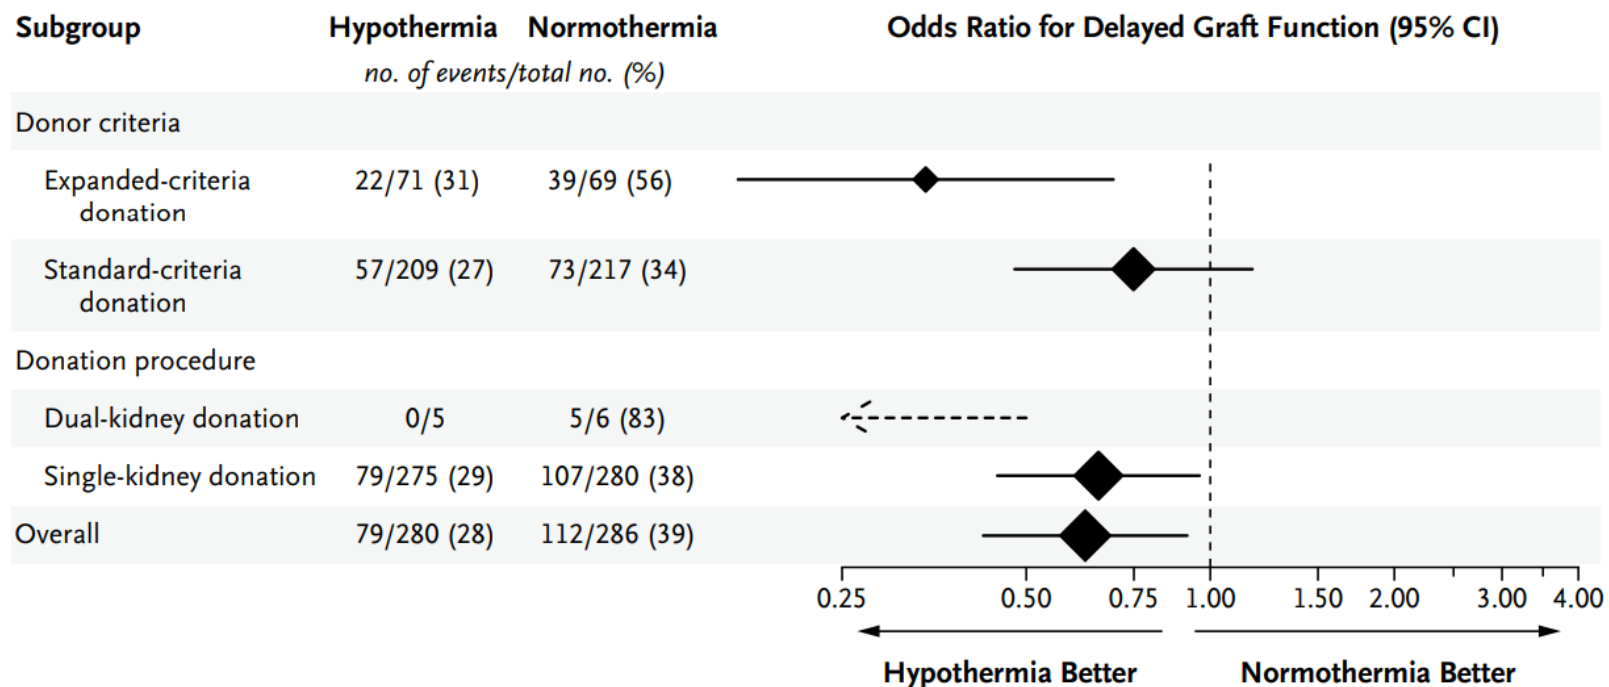 Subgroup Hypothermia Normothermia Odds Ratio for Delayed Graft Function (95% CI)
no. of events/total no. (%)
Donor criteria
Expanded-criteria donation 22/71 (31) 39/69 (56)
Standard-criteria donation 57/209 (27) 73/217 (34)
Donation procedure
Dual-kidney donation 0/5 5/6 (83)
Single-kidney donation 79/275 (29) 107/280 (38)
Overall 79/280 (28) 112/286 (39)
0.25 0.50 0.75 1.00 1.50 2.00 3.00 4.00
Hypothermia Better Normothermia Better